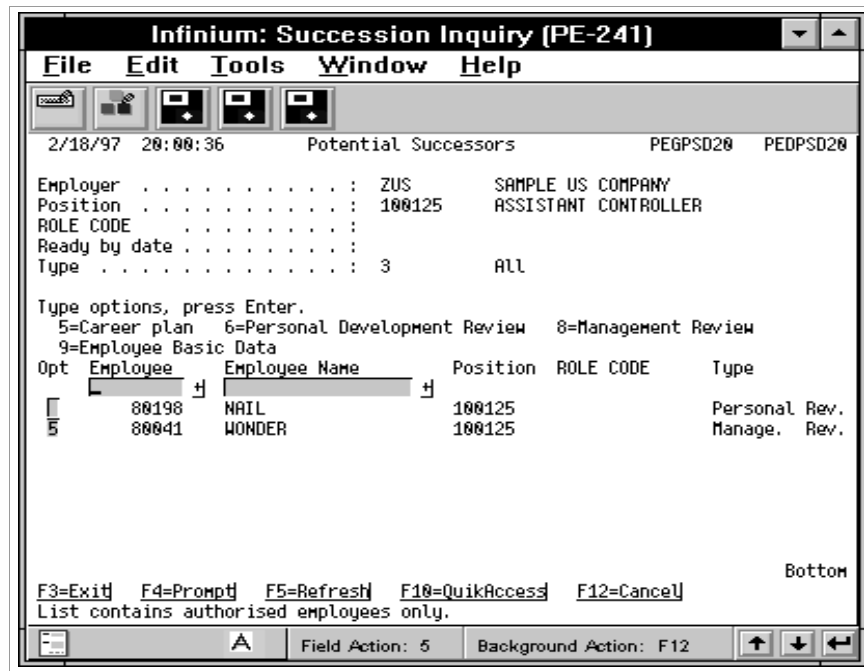 Infinium: Succession Inquiry (PE-241)
File Edit Tools Window Help
2/18/97 20:00:36 Potential Successors PEGPSD20 PEDPSD20
Employer . . . . . . . . . . . : ZUS SAMPLE US COMPANY
Position . . . . . . . . . . . : 100125 ASSISTANT CONTROLLER
ROLE CODE . . . . . . . . :
Ready by date . . . . . . . . :
Type . . . . . . . . . . . . . : 3 All
Type options, press Enter.
5=Career plan 6=Personal Development Review 8=Management Review
9=Employee Basic Data
Opt Employee Employee Name Position ROLE CODE Type
80198 NAIL 100125 Personal Rev.
5 80041 WONDER 100125 Manage. Rev.
Bottom
F3=Exit F4=Prompt F5=Refresh F10=QuikAccess F12=Cancel
List contains authorised employees only.
A Field Action: 5 Background Action: F12